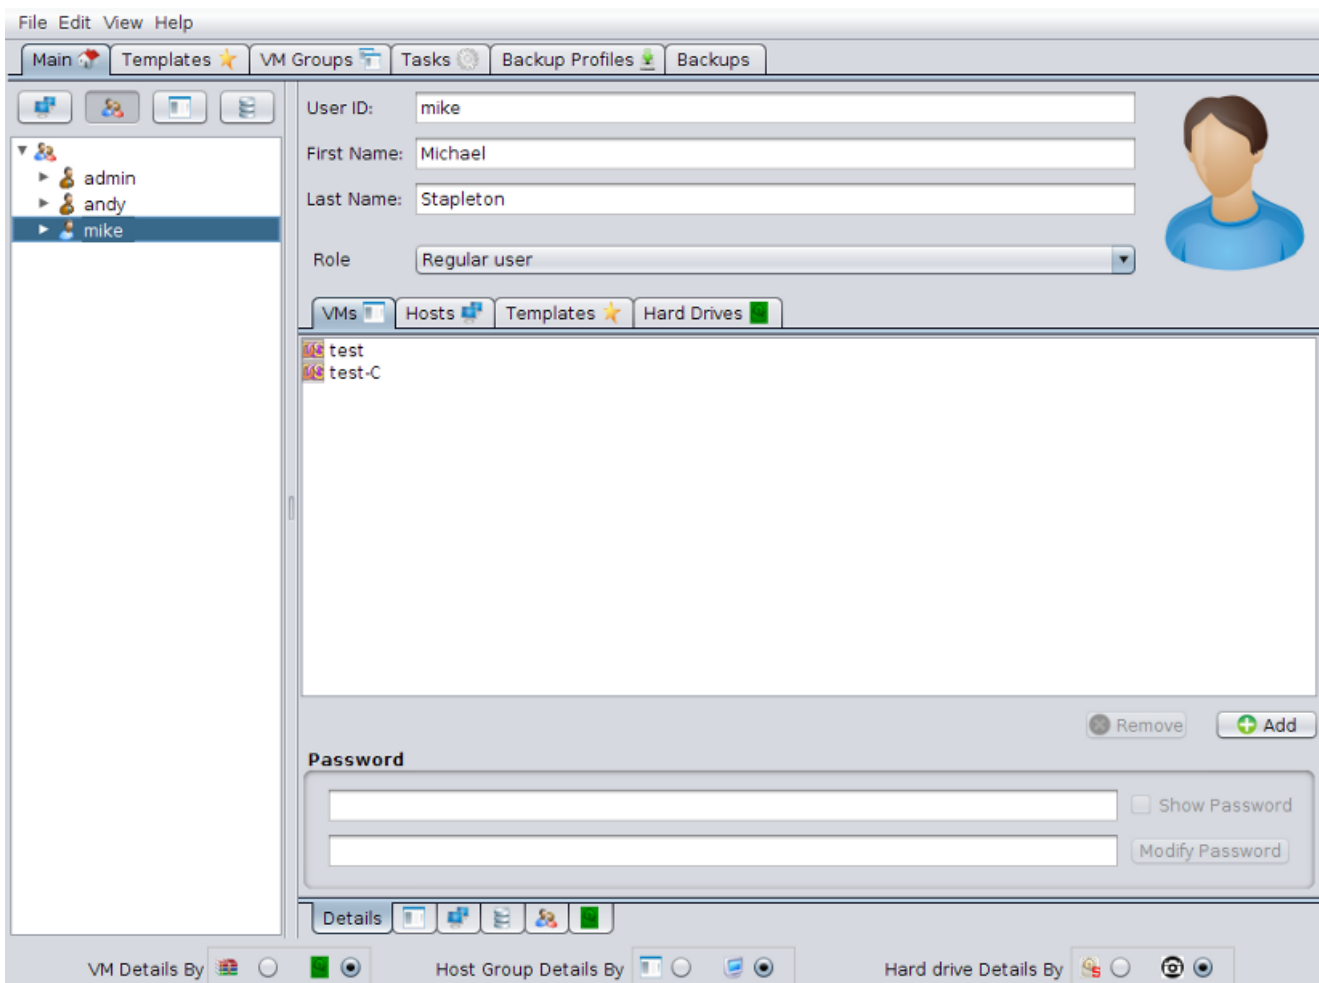 File Edit View Help
Main Templates VM Groups Tasks Backup Profiles Backups
User ID: mike
First Name: Michael
admin
andy
Last Name: Stapleton
mike
Role Regular user
VMs Hosts Templates Hard Drives
test
test-C
Remove Add
Password
Show Password
Modify Password
Details
VM Details By Host Group Details By Hard drive Details By